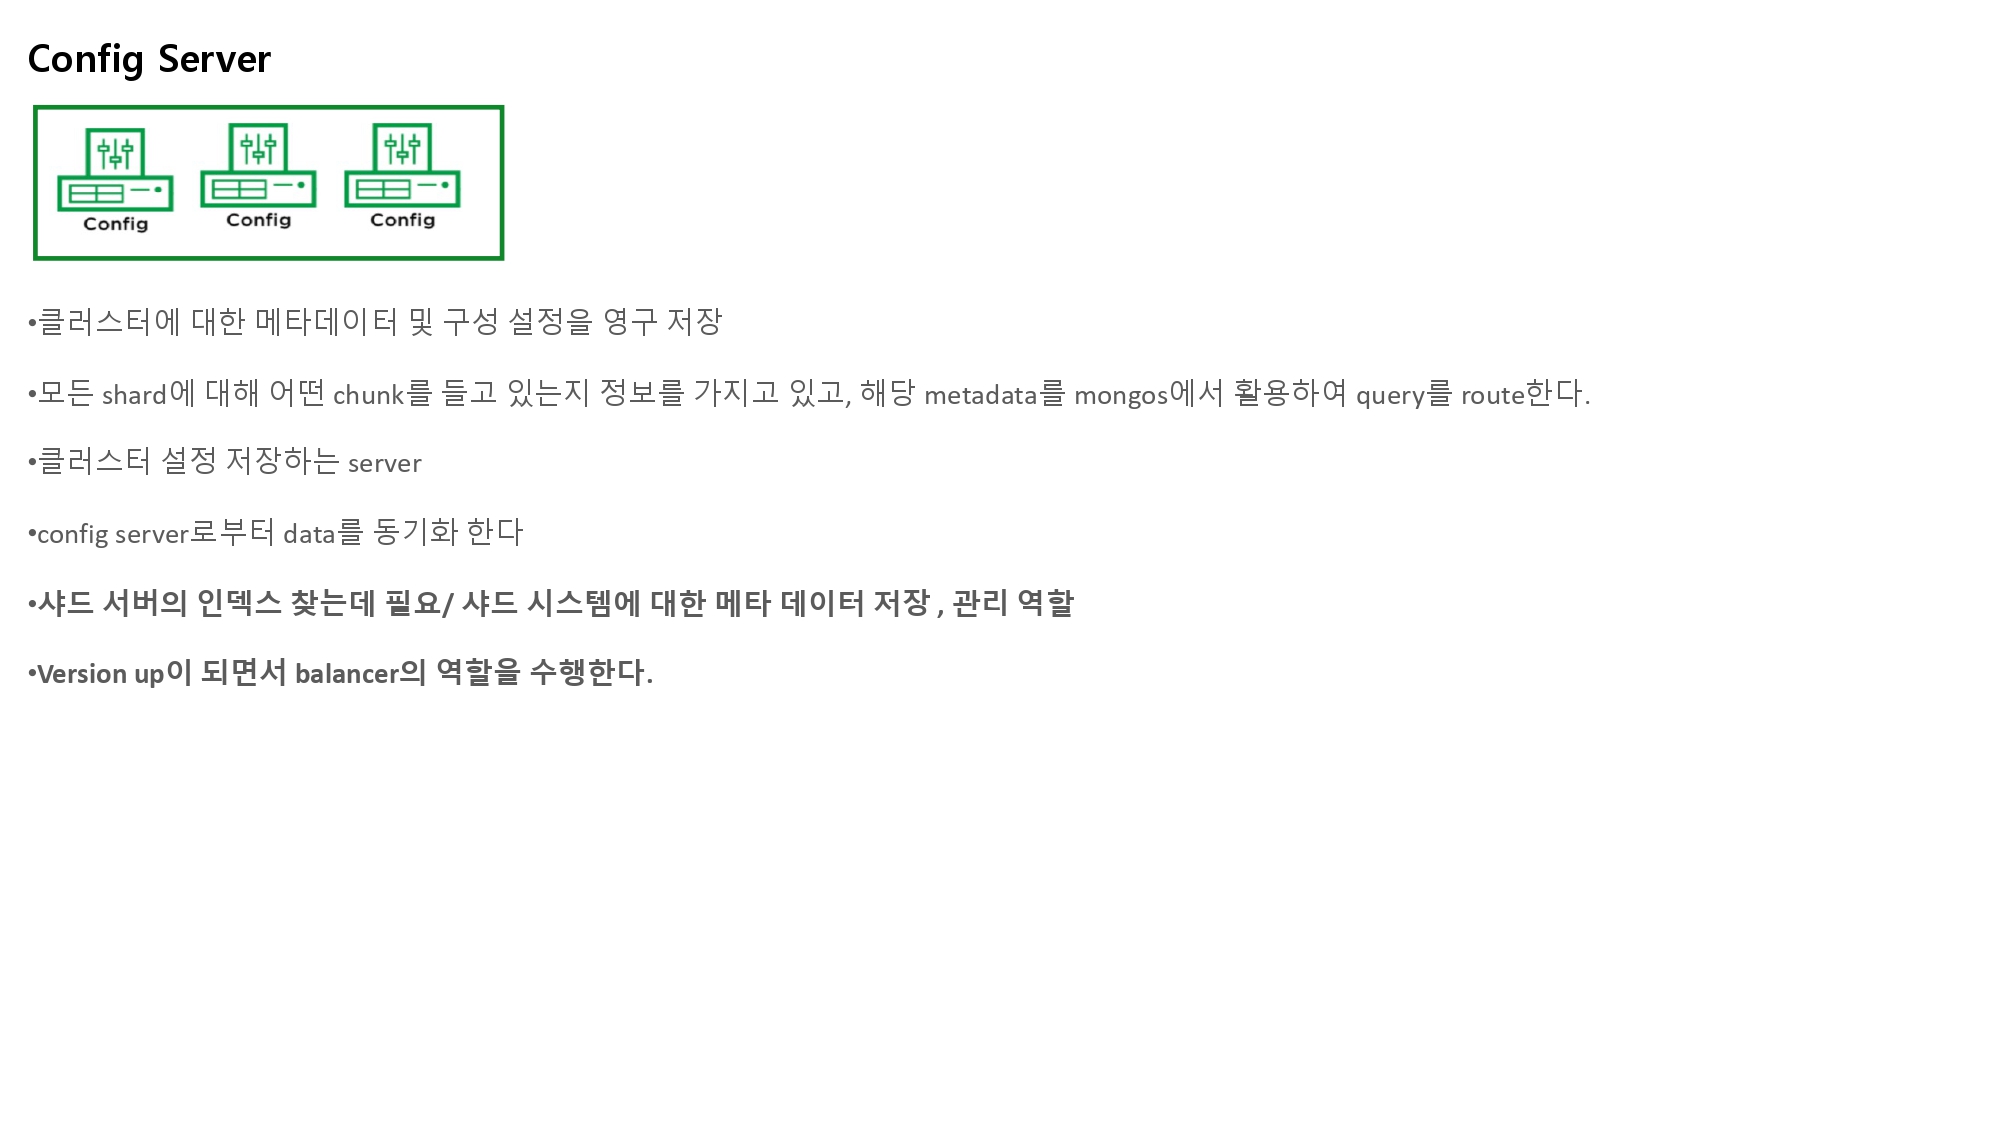 Config Server
Config Config Config
•클러스터에 대한 메타데이터 및 구성 설정을 영구 저장
•모든 shard에 대해 어떤 chunk를 들고 있는지 정보를 가지고 있고, 해당 metadata를 mongos에서 활용하여 query를 route한다.
•클러스터 설정 저장하는 server
•config server로부터 data를 동기화 한다
•샤드 서버의 인덱스 찾는데 필요/ 샤드 시스템에 대한 메타 데이터 저장 , 관리 역할
•Version up이 되면서 balancer의 역할을 수행한다.